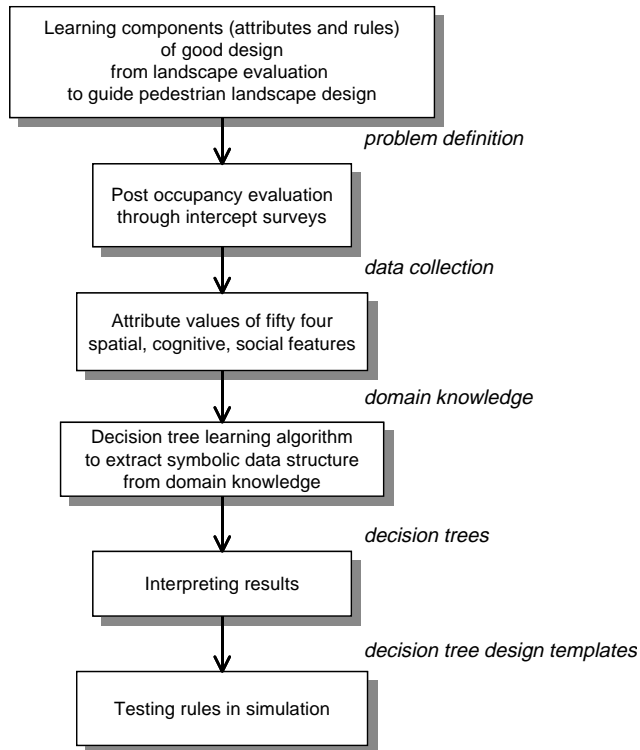 Learning components (attributes and rules)
of good design
from landscape evaluation
to guide pedestrian landscape design
problem definition
Post occupancy evaluation
through intercept surveys
data collection
Attribute values of fifty four
spatial, cognitive, social features
domain knowledge
Decision tree learning algorithm
to extract symbolic data structure
from domain knowledge
decision trees
Interpreting results
decision tree design templates
Testing rules in simulation